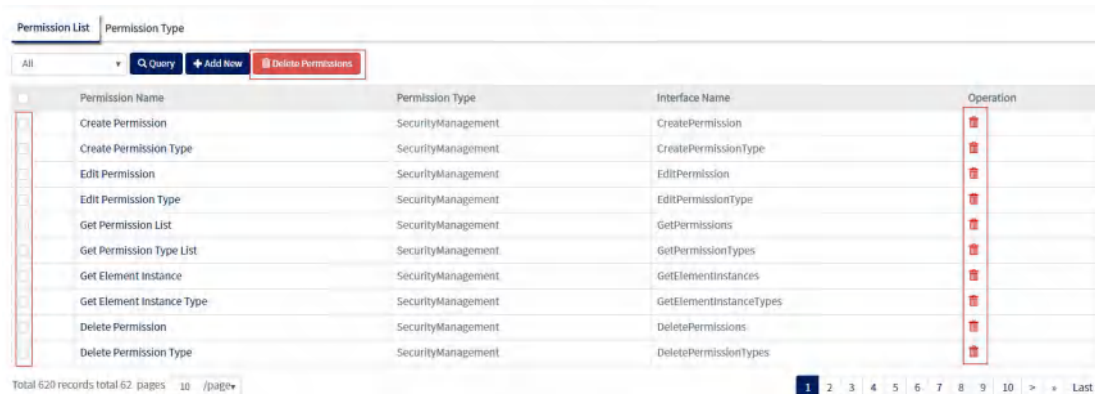 Permission List Permission Type
All Query Add New Delete Permissions
Permission Name Permission Type Interface Name Operation
Create Permission SecurityManagement CreatePermission
Create Permission Type SecurityManagement CreatePermissionType
Edit Permission SecurityManagement EditPermission
Edit Permission Type SecurityManagement EditPermissionType
Get Permission List SecurityManagement GetPermissions
Get Permission Type List SecurityManagement GetPermissionTypes
Get Element Instance SecurityManagement GetElementInstances
Get Element Instance Type SecurityManagement GetElementInstanceTypes
Delete Permission SecurityManagement DeletePermissions
Delete Permission Type SecurityManagement DeletePermissionTypes
Total 620 records total 62 pages 10 /page 1 2 3 4 5 6 7 8 9 10 > » Last